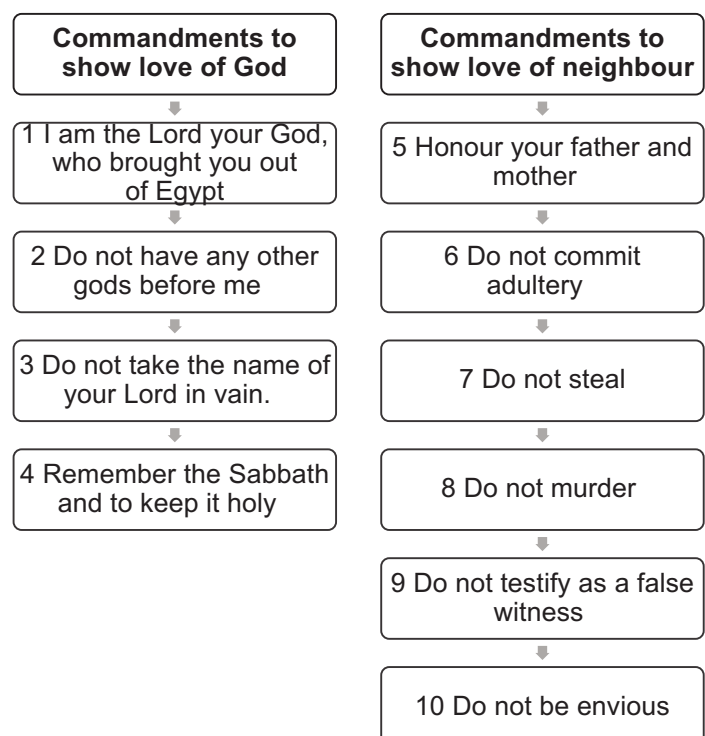 Commandments to
show love of God
1 I am the Lord your God,
who brought you out
of Egypt
2 Do not have any other
gods before me
3 Do not take the name of
your Lord in vain.
4 Remember the Sabbath
and to keep it holy
Commandments to
show love of neighbour
5 Honour your father and
mother
6 Do not commit
adultery
7 Do not steal
8 Do not murder
9 Do not testify as a false
witness
10 Do not be envious